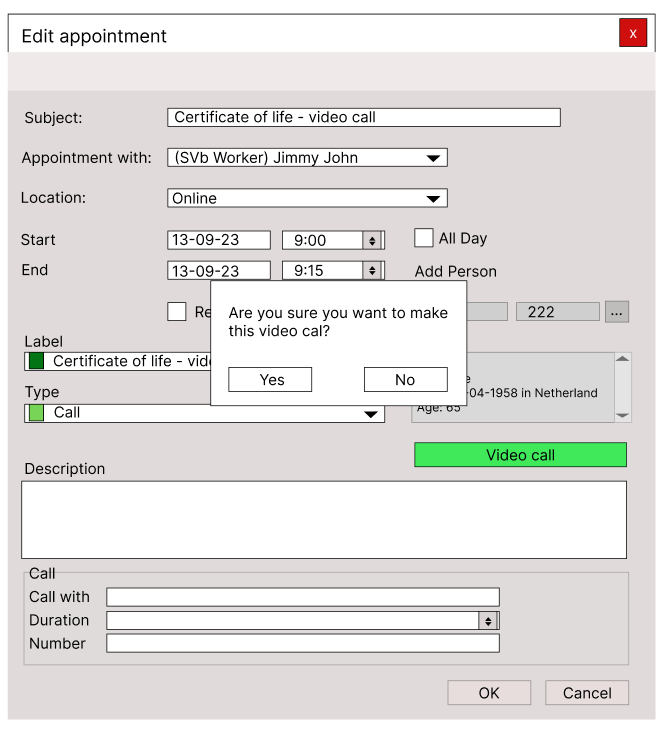 Edit appointment
x
Subject:
Certificate of life - video call
Appointment with:
(SVb Worker) Jimmy John
Location:
Online
Start
13-09-23
9:00
All Day
End
13-09-23
9:15
Add Person
Are you sure you want to make
this video cal?
Yes
No
222
...
Label
Certificate of life -
-04-1958 in Netherland
Age: 65
Type
Call
Video call
Description
Call
Call with
Duration
Number
OK
Cancel